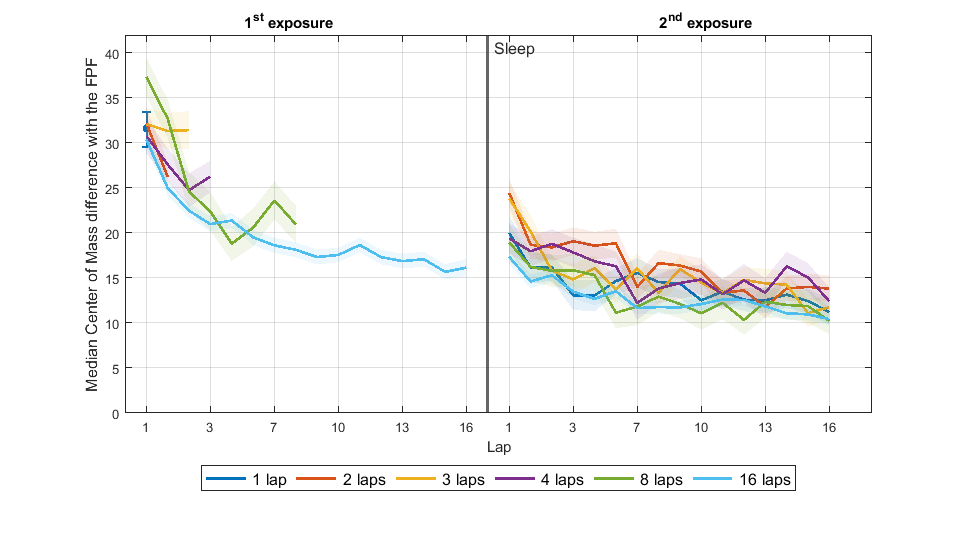 1st exposure
2nd exposure
Sleep
Median Center of Mass difference with the FPF
40
35
30
25
20
15
10
5
0
1 3 7 10 13 16 1 3 7 10 13 16
Lap
1 lap 2 laps 3 laps 4 laps 8 laps 16 laps